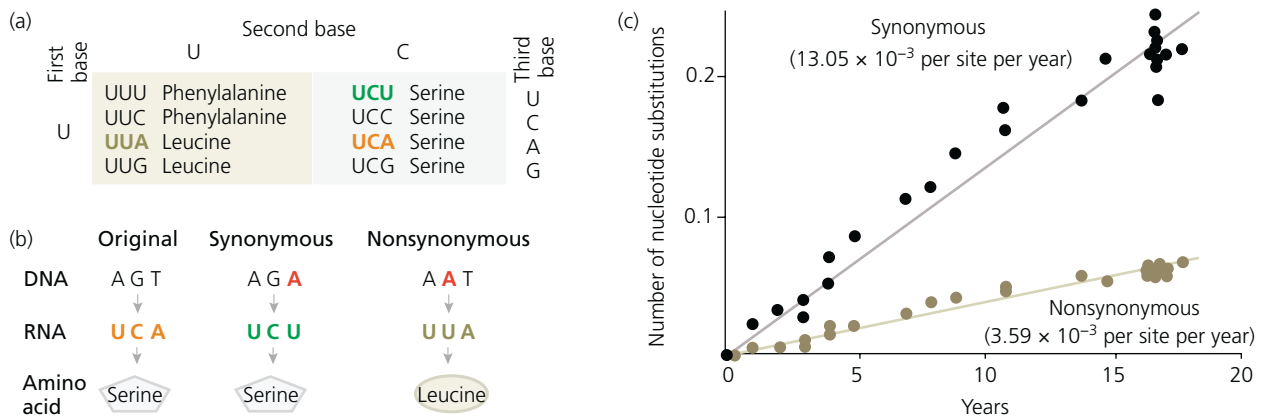 (a)
Second base
First base
U C
Third base
U
UUU Phenylalanine UCU Serine U
UUC Phenylalanine UCC Serine C
UUA Leucine UCA Serine A
UUG Leucine UCG Serine G
(b)
Original Synonymous Nonsynonymous
DNA A G T A G A A A T
RNA U C A U C U U U A
Amino acid Serine Serine Leucine
(c)
Number of nucleotide substitutions
0.2
0.1
0 5 10 15 20
Years
Synonymous
(13.05 × 10⁻³ per site per year)
Nonsynonymous
(3.59 × 10⁻³ per site per year)